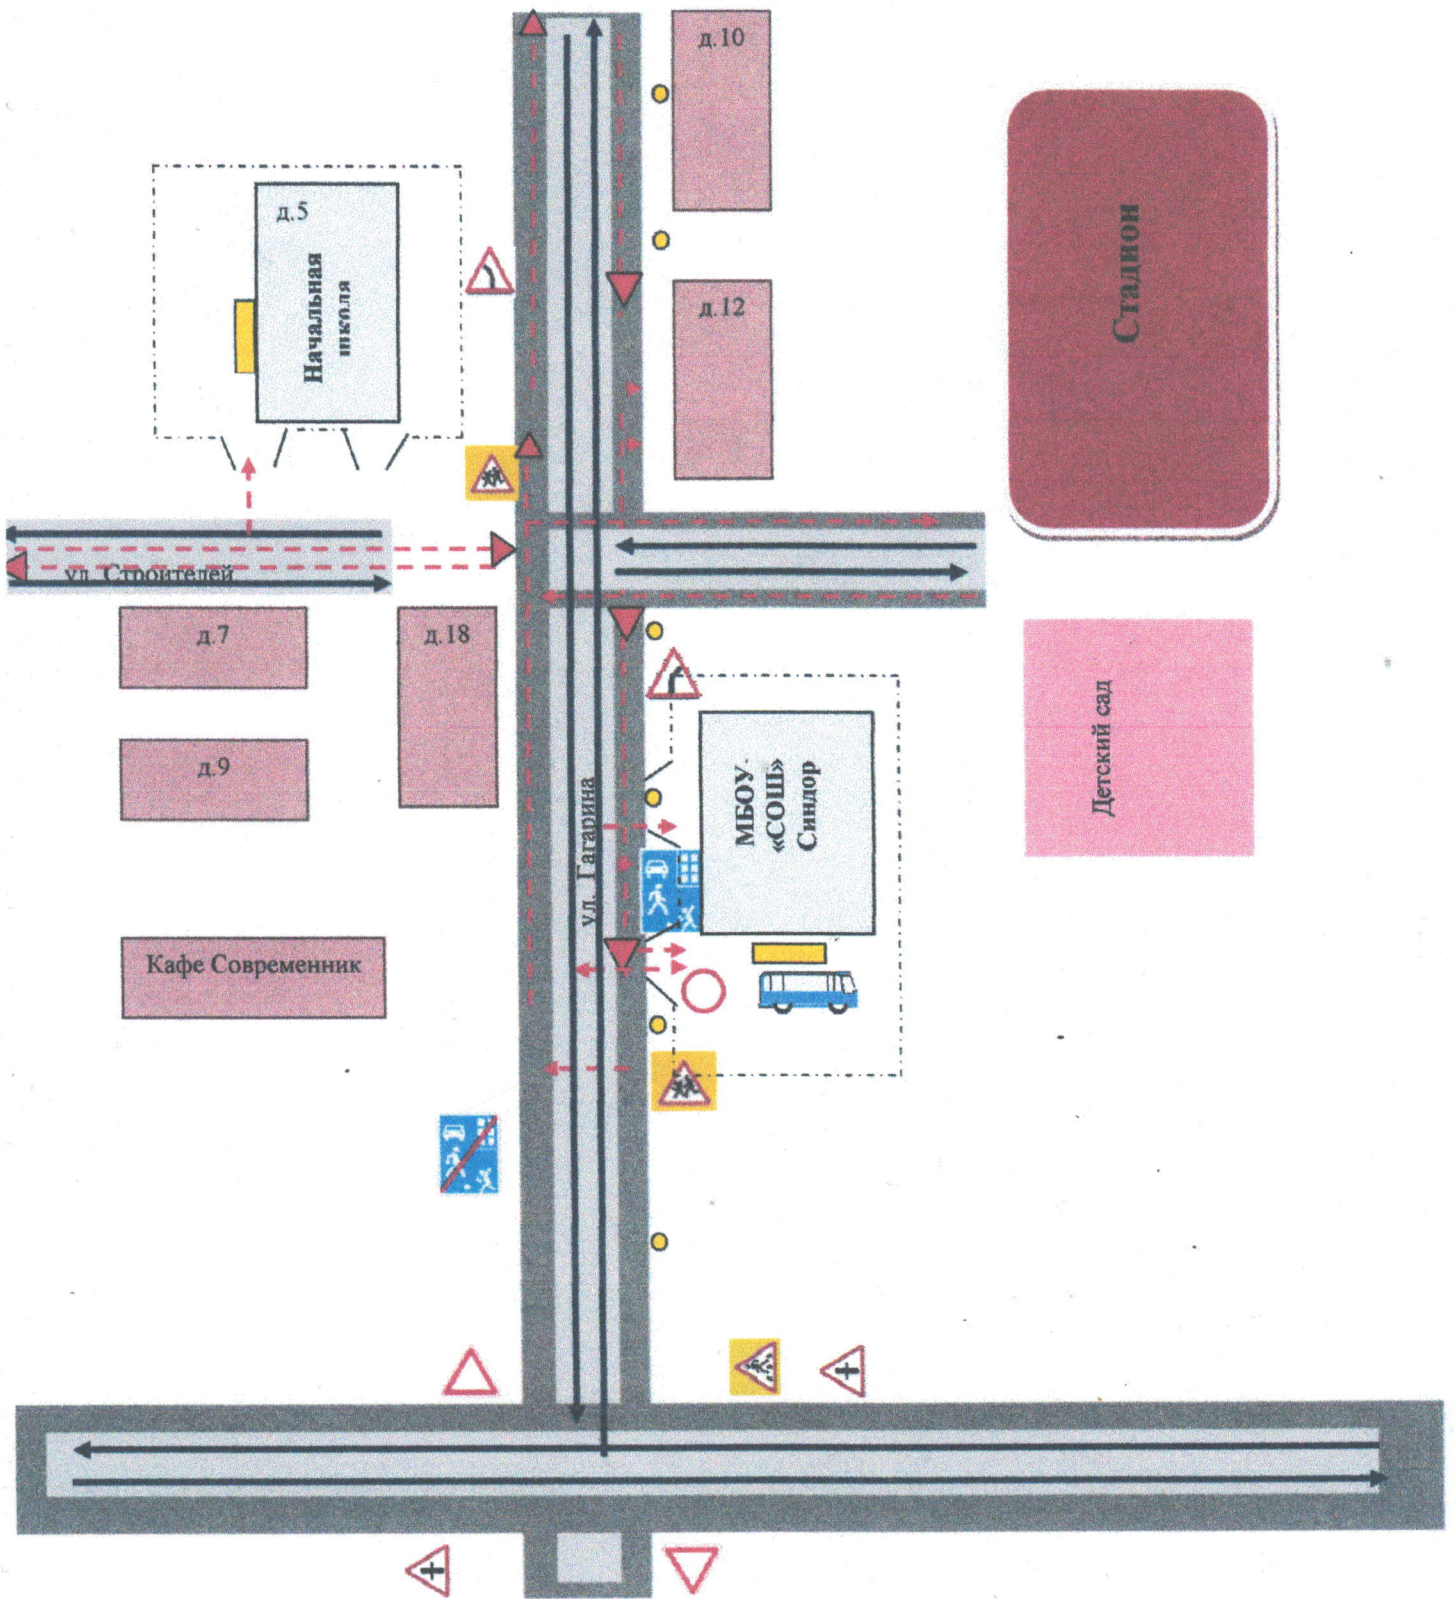 д.10
д.5
Начальная
школа
Стадион
д.12
ул. Строителей
д.7
д.18
д.9
ул. Гагарина
МБОУ
«СОШ»
Синдор
Детский сад
Кафе Современник